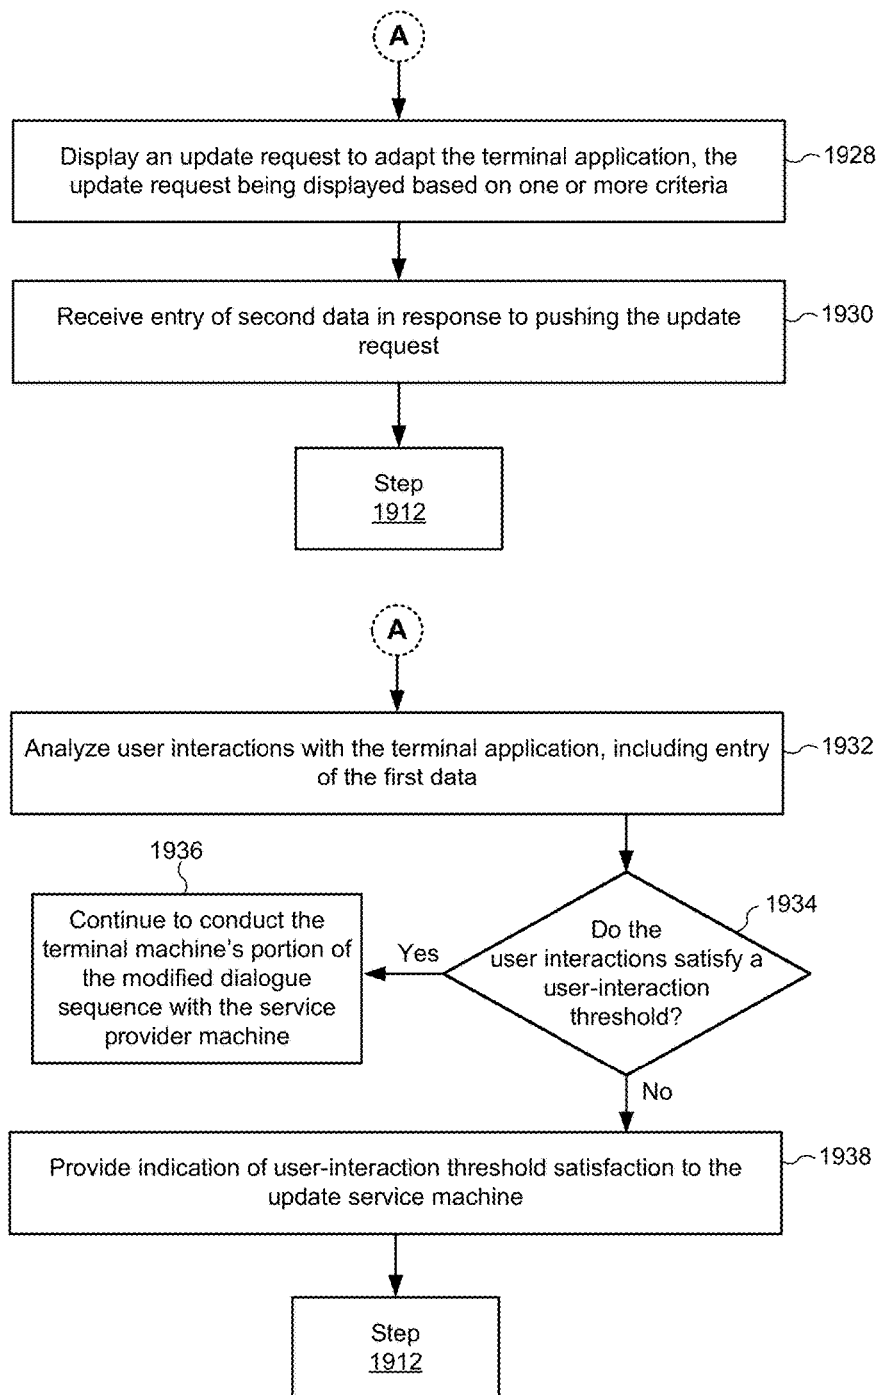 A
Display an update request to adapt the terminal application, the
update request being displayed based on one or more criteria
1928
Receive entry of second data in response to pushing the update
request
1930
Step
1912
A
Analyze user interactions with the terminal application, including entry
of the first data
1932
1936
Continue to conduct the
terminal machine's portion of
the modified dialogue
sequence with the service
provider machine
Yes
Do the
user interactions satisfy a
user-interaction
threshold?
1934
No
Provide indication of user-interaction threshold satisfaction to the
update service machine
1938
Step
1912